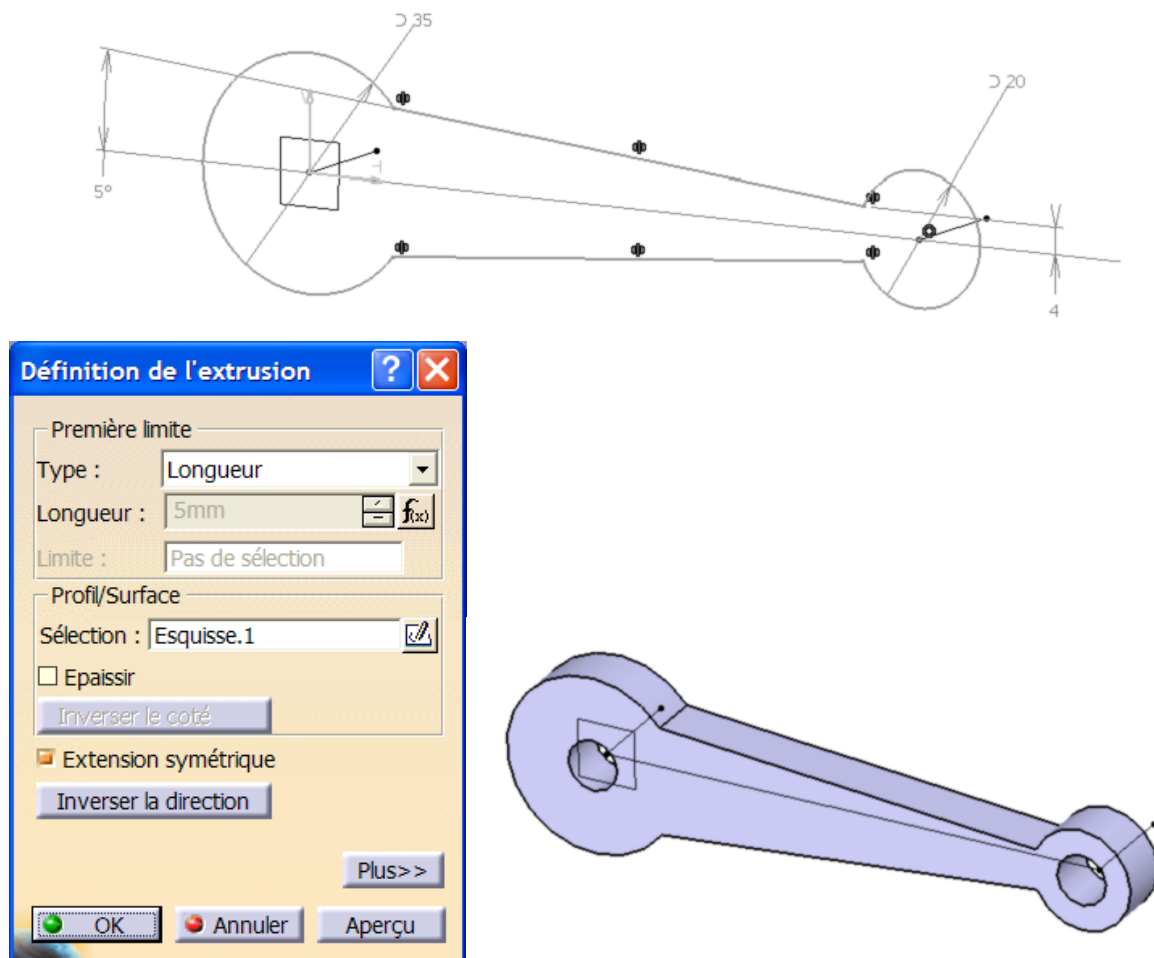 D 35
D 20
5°
4
Définition de l'extrusion
Première limite
Type : Longueur
Longueur : 5mm f(x)
Limite : Pas de sélection
Profil/Surface
Sélection : Esquisse.1
Epaissir
Inverser le coté
Extension symétrique
Inverser la direction
Plus>>
OK Annuler Aperçu